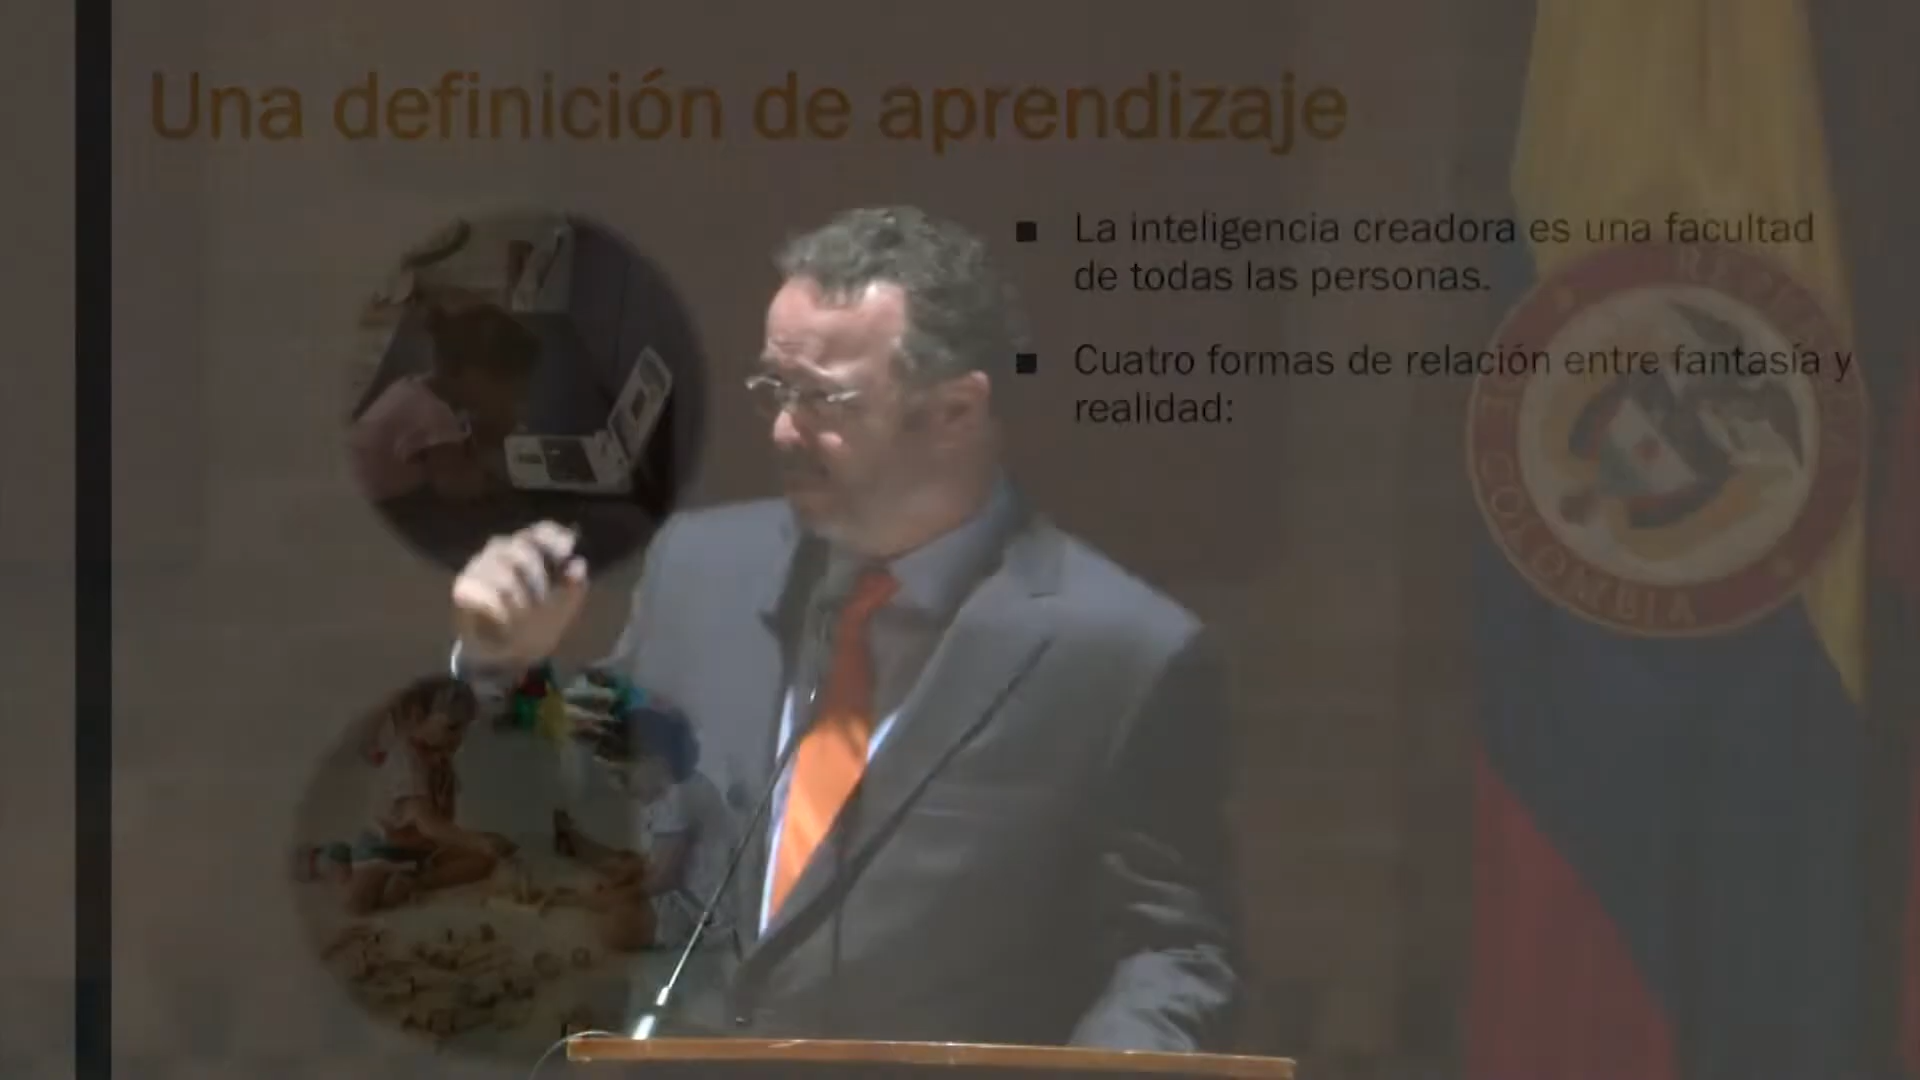 Una definición de aprendizaje
▪ La inteligencia creadora es una facultad
de todas las personas.
▪ Cuatro formas de relación entre fantasía y
realidad:
DE COLOMBIA